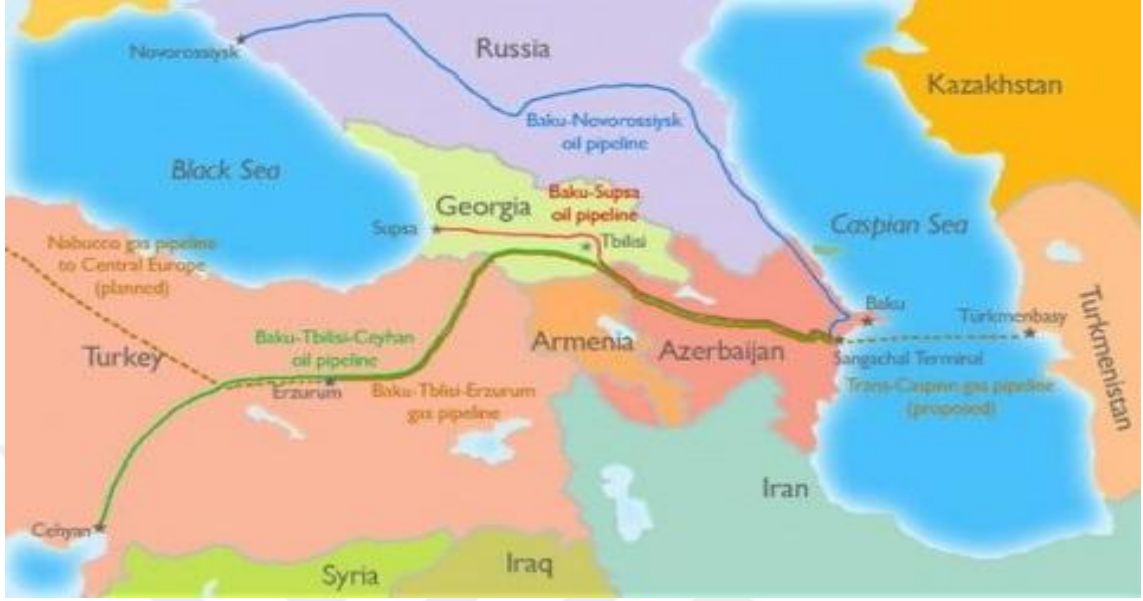 Novorossiysk
Russia
Kazakhstan
Baku-Novorossiysk
oil pipeline
Black Sea
Baku-Supsa
oil pipeline
Georgia
Supsa
Tbilisi
Caspian Sea
Nabucco gas pipeline
to Central Europe
(planned)
Baku
Türkmenbasy
Turkmenistan
Baku-Tbilisi-Ceyhan
oil pipeline
Armenia
Azerbaijan
Sangachal Terminal
Turkey
Erzurum
Baku-Tblisi-Erzurum
gas pipeline
Trans-Caspian gas pipeline
(proposed)
Iran
Cehyan
Syria
Iraq